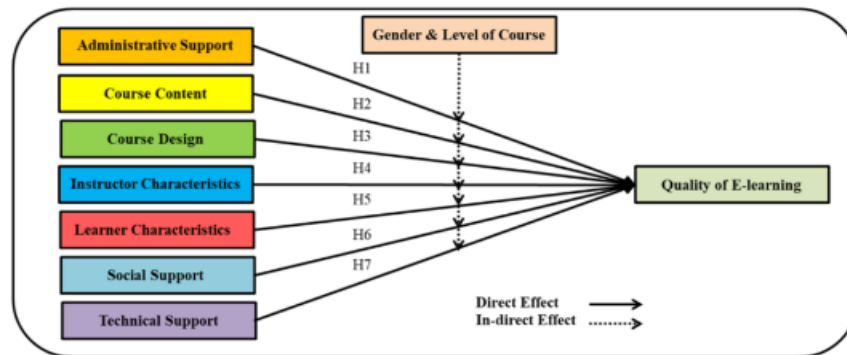 Administrative Support
Gender & Level of Course
H1
Course Content
H2
Course Design
H3
Instructor Characteristics
H4
Quality of E-learning
Learner Characteristics
H5
Social Support
H6
Technical Support
H7
Direct Effect
In-direct Effect